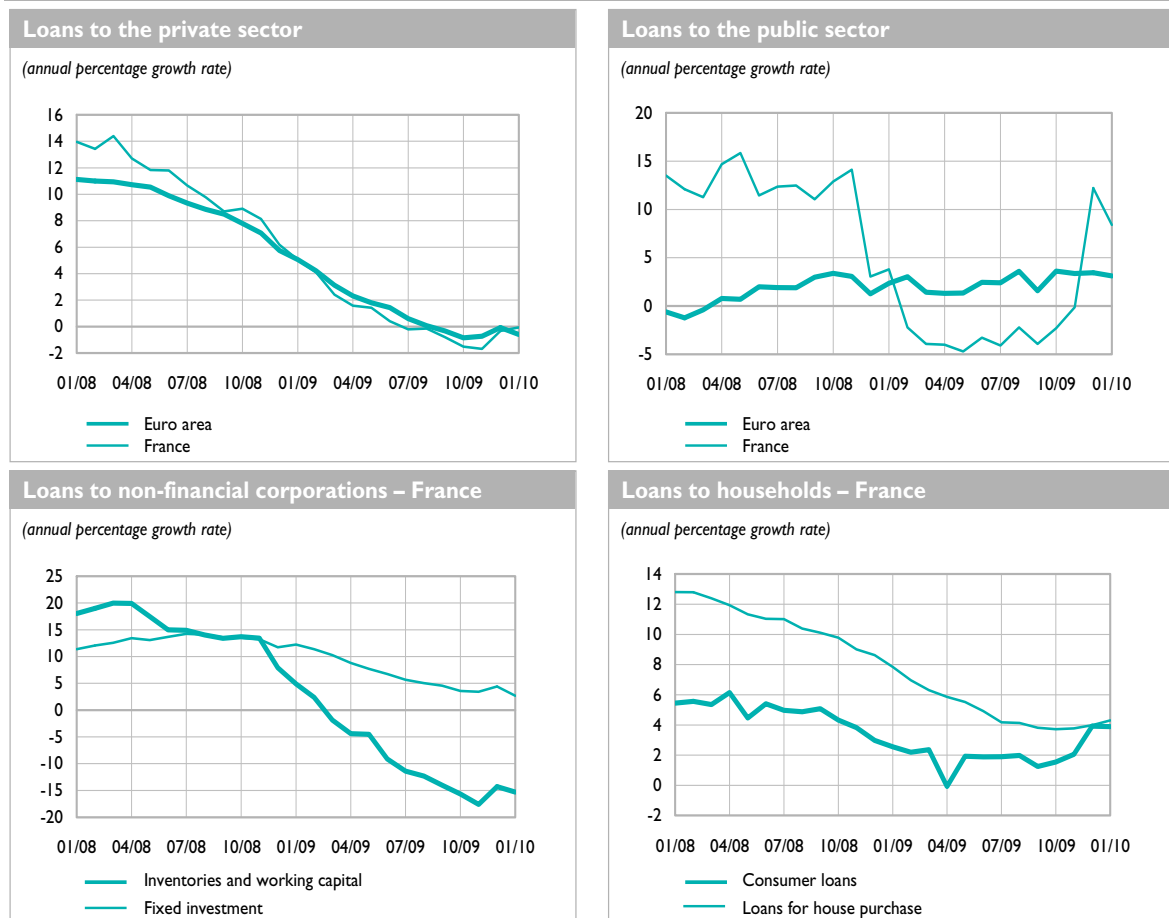 Loans to the private sector
(annual percentage growth rate)
16
14
12
10
8
6
4
2
0
-2
01/08 04/08 07/08 10/08 01/09 04/09 07/09 10/09 01/10
Euro area
France
Loans to the public sector
(annual percentage growth rate)
20
15
10
5
0
-5
01/08 04/08 07/08 10/08 01/09 04/09 07/09 10/09 01/10
Euro area
France
Loans to non-financial corporations – France
(annual percentage growth rate)
25
20
15
10
5
0
-5
-10
-15
-20
01/08 04/08 07/08 10/08 01/09 04/09 07/09 10/09 01/10
Inventories and working capital
Fixed investment
Loans to households – France
(annual percentage growth rate)
14
12
10
8
6
4
2
0
-2
01/08 04/08 07/08 10/08 01/09 04/09 07/09 10/09 01/10
Consumer loans
Loans for house purchase